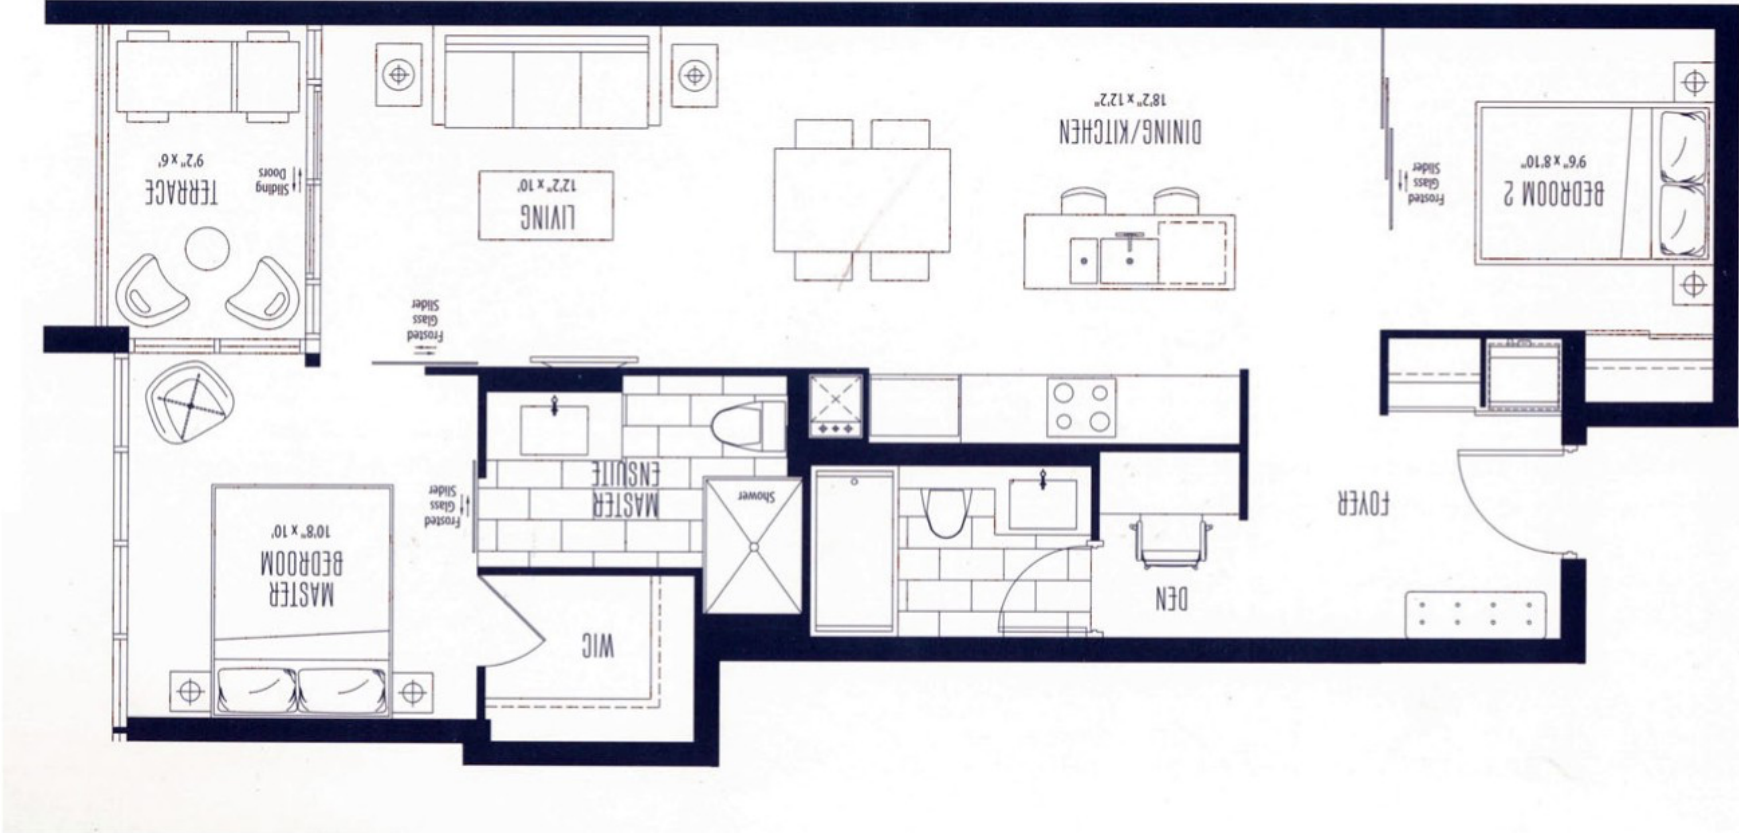 DEN
FOYER
WIC
MASTER
BEDROOM
10'8" x 10'
MASTER
ENSUITE
Shower
Frosted
Glass
Slider
Frosted
Glass
Slider
BEDROOM 2
9'6" x 8'10"
Frosted
Glass
Slider
DINING/KITCHEN
18'2" x 12'2"
LIVING
12'2" x 10'
TERRACE
9'2" x 6'
Sliding
Doors